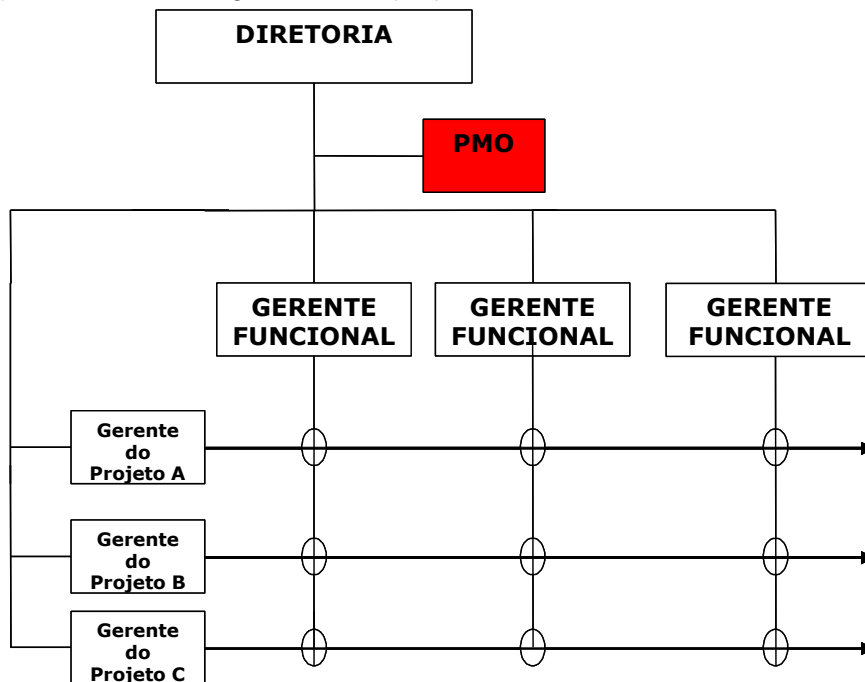 DIRETORIA
PMO
GERENTE
FUNCIONAL
GERENTE
FUNCIONAL
GERENTE
FUNCIONAL
Gerente
do
Projeto A
Gerente
do
Projeto B
Gerente
do
Projeto C